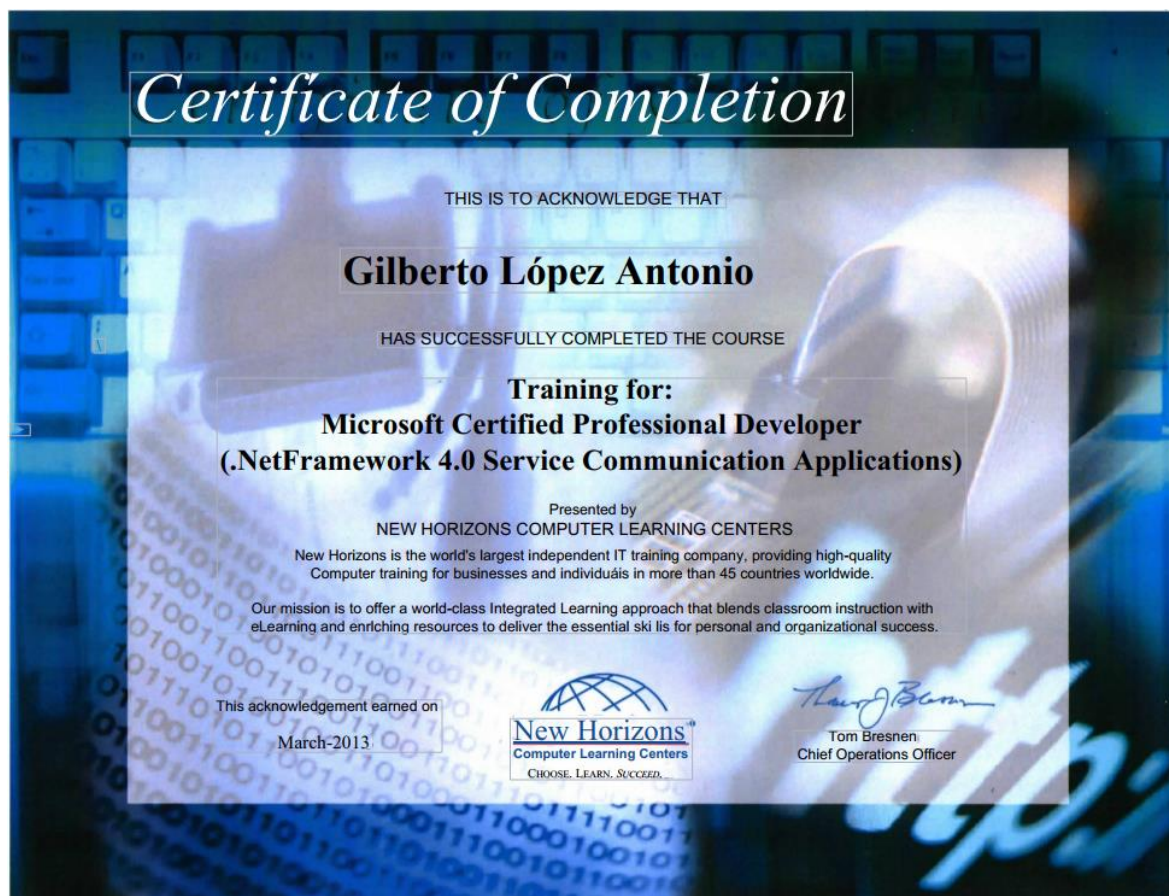 Certificate of Completion
THIS IS TO ACKNOWLEDGE THAT
Gilberto López Antonio
HAS SUCCESSFULLY COMPLETED THE COURSE
Training for:
Microsoft Certified Professional Developer
(.NetFramework 4.0 Service Communication Applications)
Presented by
NEW HORIZONS COMPUTER LEARNING CENTERS
New Horizons is the world's largest independent IT training company, providing high-quality
Computer training for businesses and individuáis in more than 45 countries worldwide.
Our mission is to offer a world-class Integrated Learning approach that blends classroom instruction with
eLearning and enrlching resources to deliver the essential ski lis for personal and organizational success.
This acknowledgement earned on
March-2013
New Horizons®
Computer Learning Centers
CHOOSE. LEARN. SUCCEED.
Tom Bresnen
Chief Operations Officer
http: